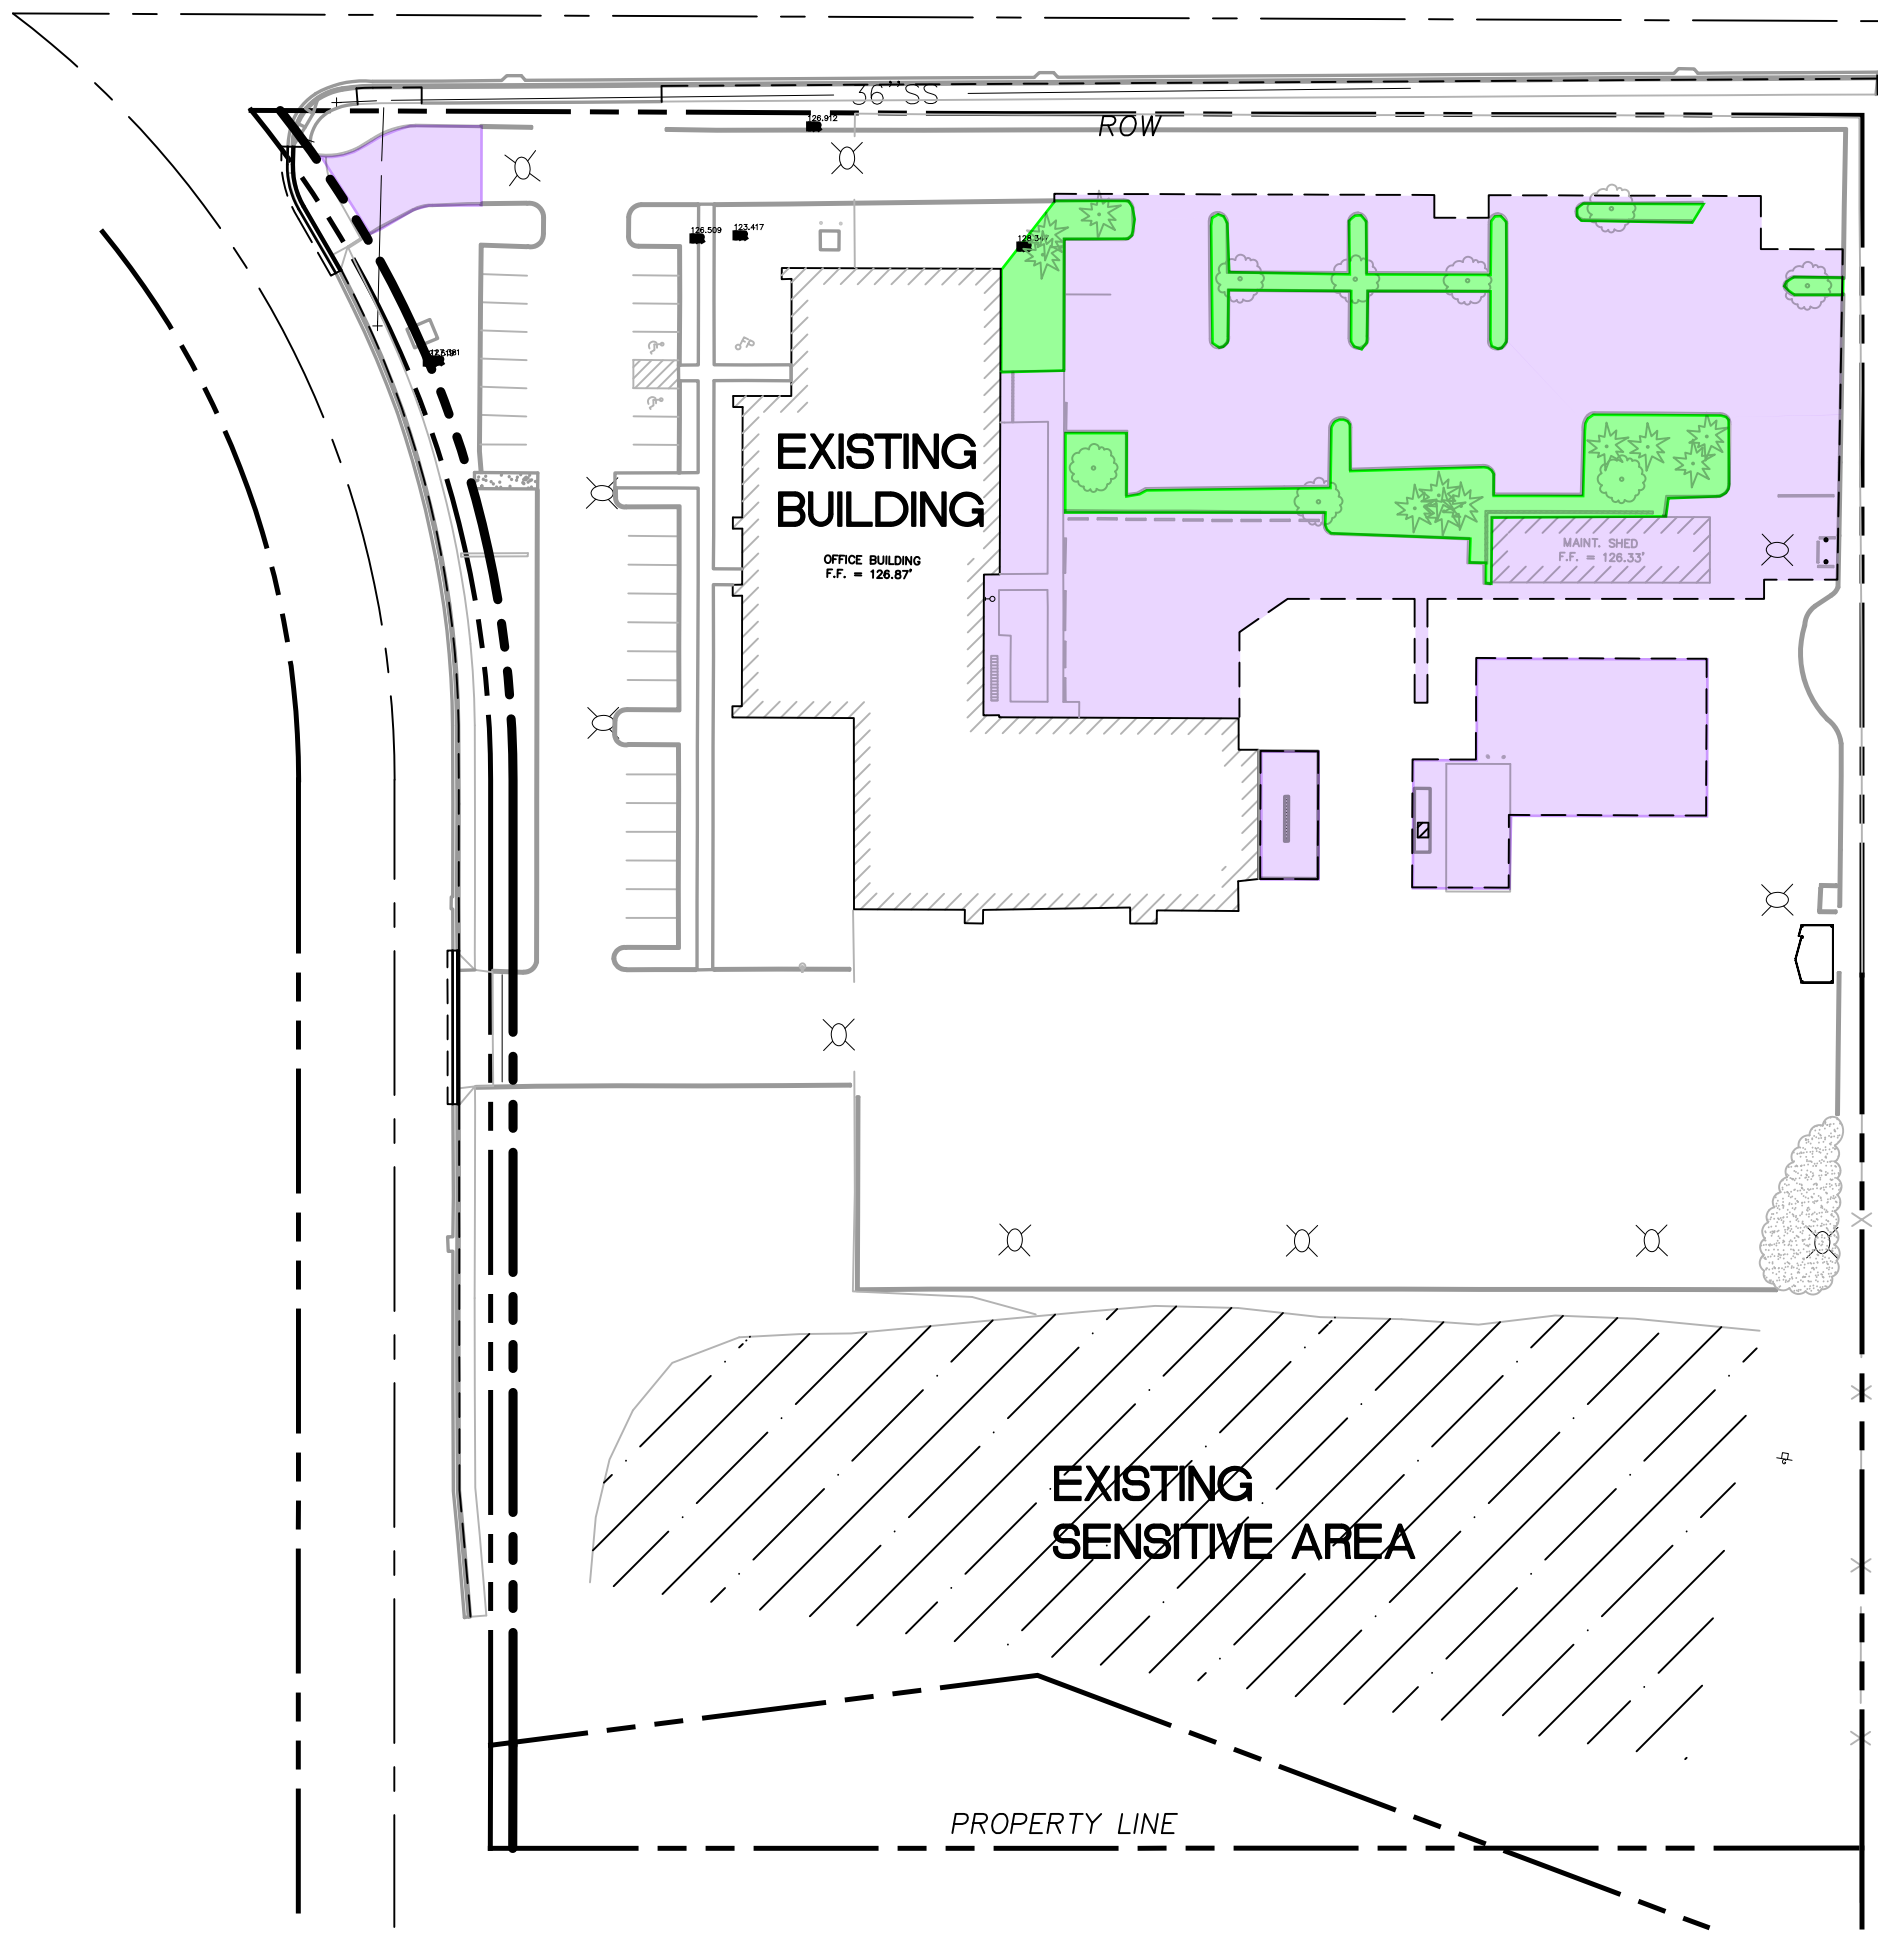 36''SS
126.912
ROW
126.509
123.417
EXISTING
BUILDING
OFFICE BUILDING
F.F. = 126.87'
MAINT. SHED
F.F. = 126.33'
EXISTING
SENSITIVE AREA
PROPERTY LINE